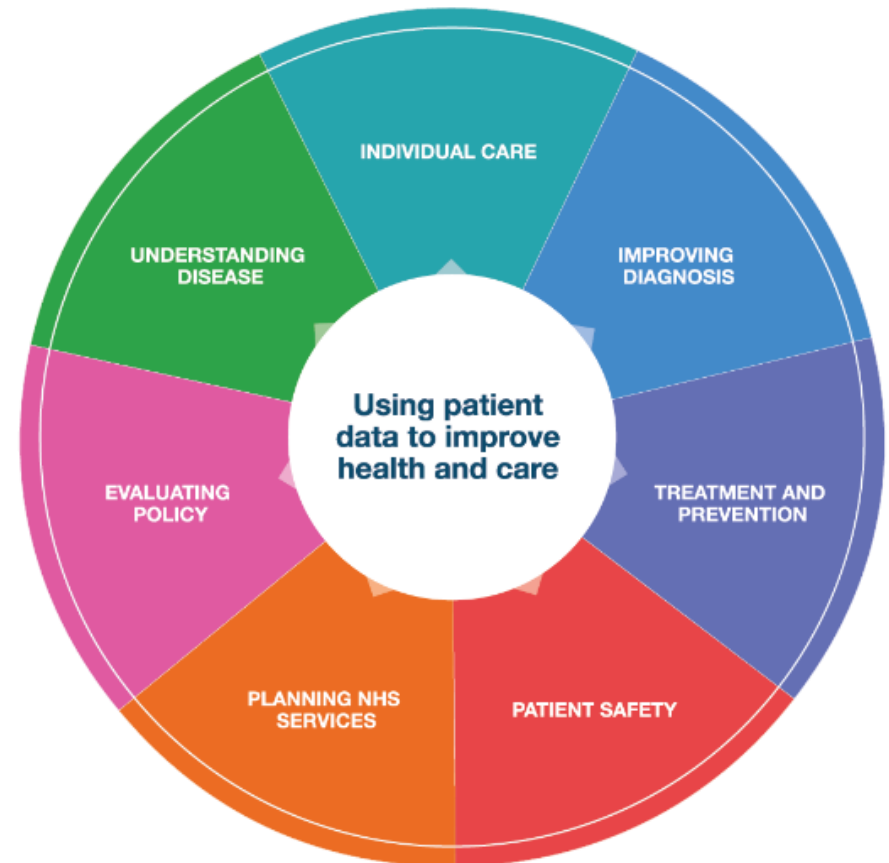 INDIVIDUAL CARE
IMPROVING
DIAGNOSIS
TREATMENT AND
PREVENTION
PATIENT SAFETY
PLANNING NHS
SERVICES
EVALUATING
POLICY
UNDERSTANDING
DISEASE
Using patient
data to improve
health and care